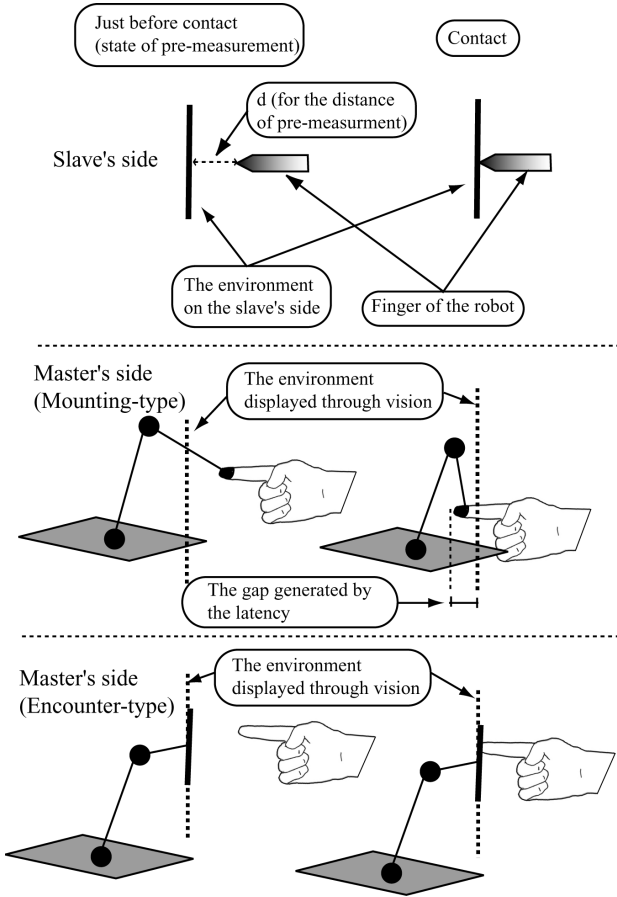 Just before contact
(state of pre-measurement)
Contact
d (for the distance
of pre-measurment)
Slave's side
The environment
on the slave's side
Finger of the robot
Master's side
(Mounting-type)
The environment
displayed through vision
The gap generated by
the latency
Master's side
(Encounter-type)
The environment
displayed through vision